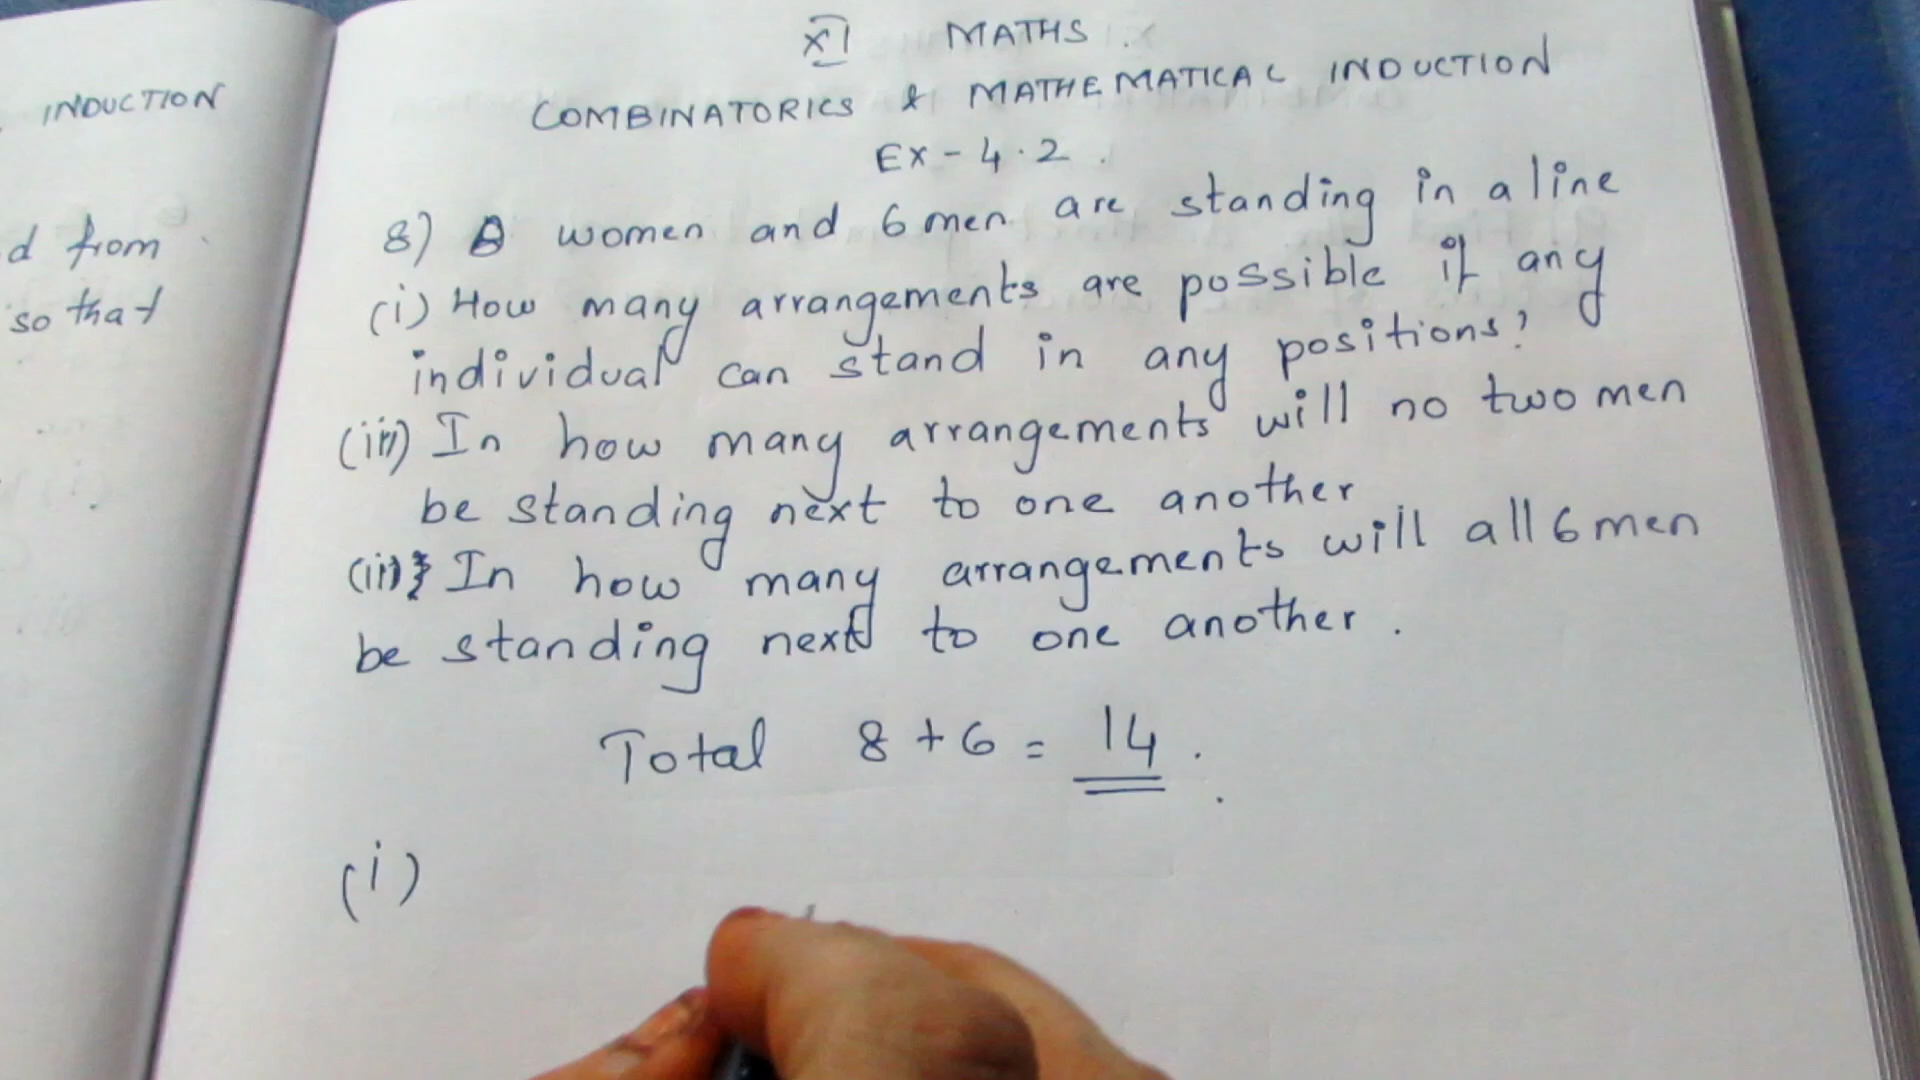 INDUCTION
d from
so that
XI MATHS.
COMBINATORICS & MATHEMATICAL INDUCTION
Ex - 4.2.
8) 8 women and 6 men are standing in a line
(i) How many arrangements are possible if any
individual can stand in any positions?
(iii) In how many arrangements will no two men
be standing next to one another
(ii) In how many arrangements will all 6 men
be standing next to one another.
Total 8 + 6 = 14.
(i)